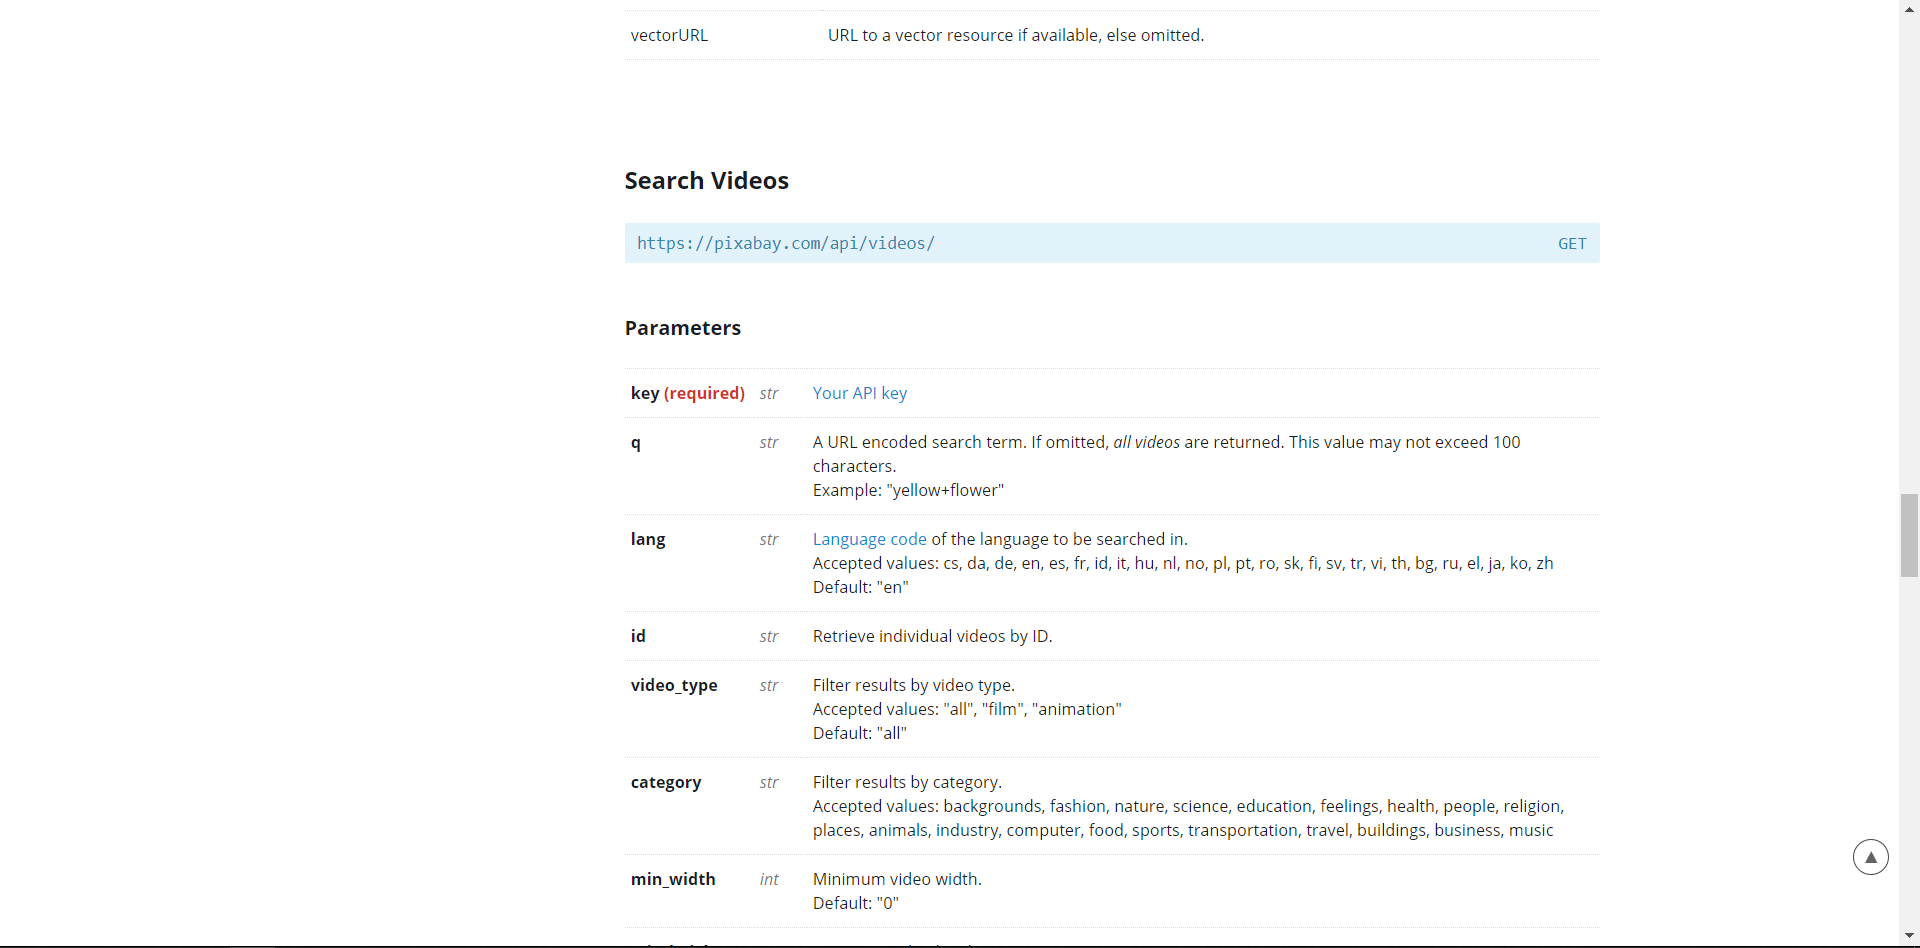 vectorURL URL to a vector resource if available, else omitted.
Search Videos
https://pixabay.com/api/videos/ GET
Parameters
key (required) str Your API key
q str A URL encoded search term. If omitted, all videos are returned. This value may not exceed 100
characters.
Example: "yellow+flower"
lang str Language code of the language to be searched in.
Accepted values: cs, da, de, en, es, fr, id, it, hu, nl, no, pl, pt, ro, sk, fi, sv, tr, vi, th, bg, ru, el, ja, ko, zh
Default: "en"
id str Retrieve individual videos by ID.
video_type str Filter results by video type.
Accepted values: "all", "film", "animation"
Default: "all"
category str Filter results by category.
Accepted values: backgrounds, fashion, nature, science, education, feelings, health, people, religion,
places, animals, industry, computer, food, sports, transportation, travel, buildings, business, music
min_width int Minimum video width.
Default: "0"